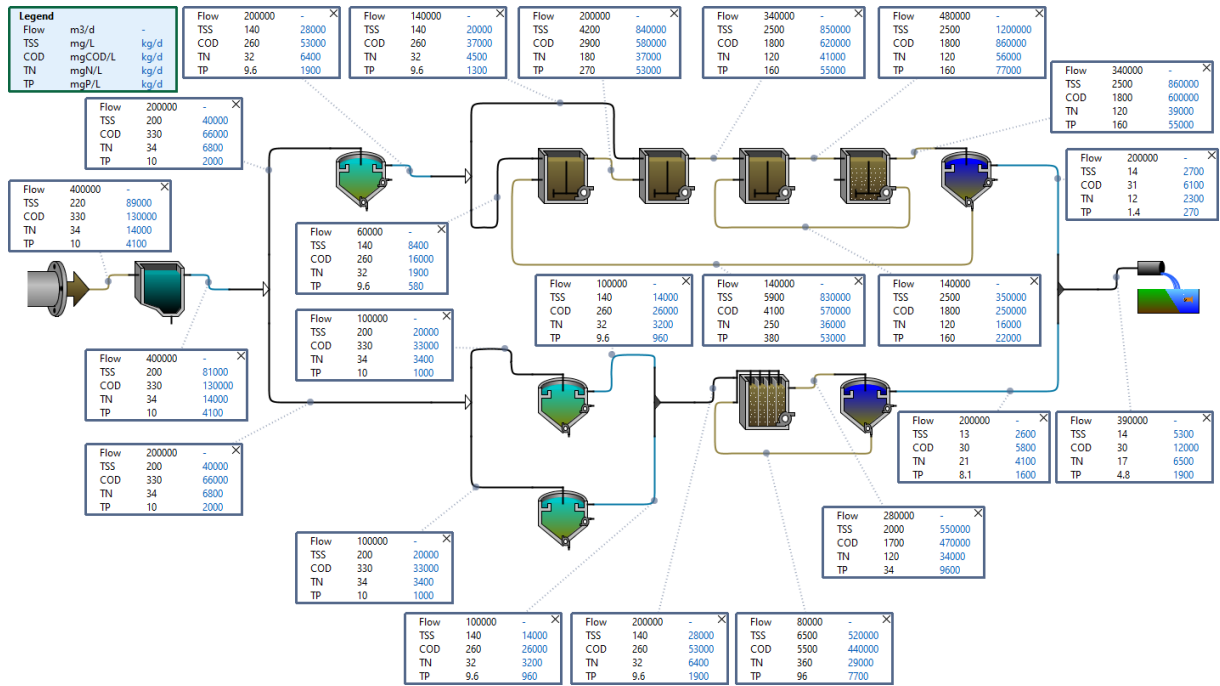 Legend
Flow m3/d -
TSS mg/L kg/d
COD mgCOD/L kg/d
TN mgN/L kg/d
TP mgP/L kg/d
Flow 200000 -
TSS 140 28000
COD 260 53000
TN 32 6400
TP 9.6 1900
Flow 140000 -
TSS 140 20000
COD 260 37000
TN 32 4500
TP 9.6 1300
Flow 200000 -
TSS 4200 840000
COD 2900 580000
TN 180 37000
TP 270 53000
Flow 340000 -
TSS 2500 850000
COD 1800 620000
TN 120 41000
TP 160 55000
Flow 480000 -
TSS 2500 1200000
COD 1800 860000
TN 120 56000
TP 160 77000
Flow 340000 -
TSS 2500 860000
COD 1800 600000
TN 120 39000
TP 160 55000
Flow 200000 -
TSS 200 40000
COD 330 66000
TN 34 6800
TP 10 2000
Flow 200000 -
TSS 14 2700
COD 31 6100
TN 12 2300
TP 1.4 270
Flow 400000 -
TSS 220 89000
COD 330 130000
TN 34 14000
TP 10 4100
Flow 60000 -
TSS 140 8400
COD 260 16000
TN 32 1900
TP 9.6 580
Flow 100000 -
TSS 140 14000
COD 260 26000
TN 32 3200
TP 9.6 960
Flow 140000 -
TSS 5900 830000
COD 4100 570000
TN 250 36000
TP 380 53000
Flow 140000 -
TSS 2500 350000
COD 1800 250000
TN 120 16000
TP 160 22000
Flow 100000 -
TSS 200 20000
COD 330 33000
TN 34 3400
TP 10 1000
Flow 400000 -
TSS 200 81000
COD 330 130000
TN 34 14000
TP 10 4100
Flow 200000 -
TSS 13 2600
COD 30 5800
TN 21 4100
TP 8.1 1600
Flow 390000 -
TSS 14 5300
COD 30 12000
TN 17 6500
TP 4.8 1900
Flow 200000 -
TSS 200 40000
COD 330 66000
TN 34 6800
TP 10 2000
Flow 280000 -
TSS 2000 550000
COD 1700 470000
TN 120 34000
TP 34 9600
Flow 100000 -
TSS 200 20000
COD 330 33000
TN 34 3400
TP 10 1000
Flow 100000 -
TSS 140 14000
COD 260 26000
TN 32 3200
TP 9.6 960
Flow 200000 -
TSS 140 28000
COD 260 53000
TN 32 6400
TP 9.6 1900
Flow 80000 -
TSS 6500 520000
COD 5500 440000
TN 360 29000
TP 96 7700